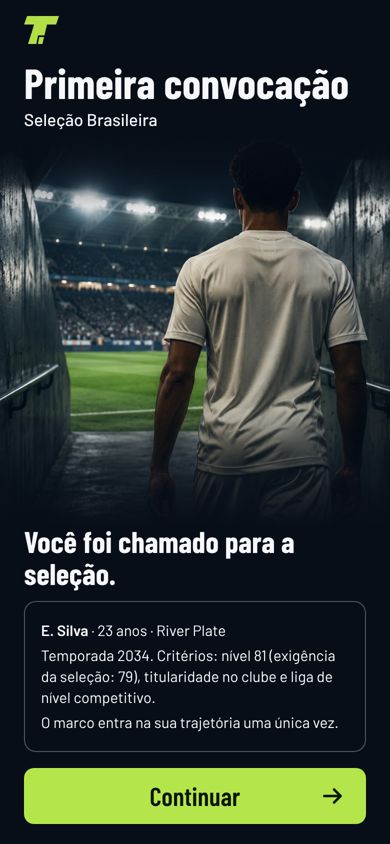 Primeira convocação
Seleção Brasileira
Você foi chamado para a
seleção.
E. Silva · 23 anos · River Plate
Temporada 2034. Critérios: nível 81 (exigência
da seleção: 79), titularidade no clube e liga de
nível competitivo.
O marco entra na sua trajetória uma única vez.
Continuar →